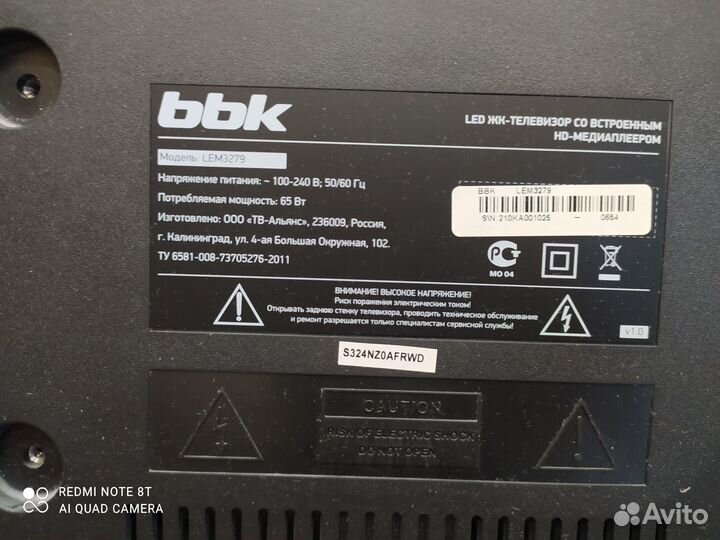 bbk
LED ЖК-ТЕЛЕВИЗОР СО ВСТРОЕННЫМ
HD-МЕДИАПЛЕЕРОМ
Модель: LEM3279
Напряжение питания: ~ 100-240 В; 50/60 Гц
Потребляемая мощность: 65 Вт
Изготовлено: ООО «ТВ-Альянс», 236009, Россия,
г. Калининград, ул. 4-ая Большая Окружная, 102.
ТУ 6581-008-73705276-2011
BBK LEM3279
S\N 210KA001025 – 0654
МО 04
ВНИМАНИЕ! ВЫСОКОЕ НАПРЯЖЕНИЕ!
Риск поражения электрическим током!
Открывать заднюю стенку телевизора, проводить техническое обслуживание
и ремонт разрешается только специалистам сервисной службы!
v1.0
S324NZ0AFRWD
CAUTION
RISK OF ELECTRIC SHOCK
DO NOT OPEN
REDMI NOTE 8T
AI QUAD CAMERA
Avito